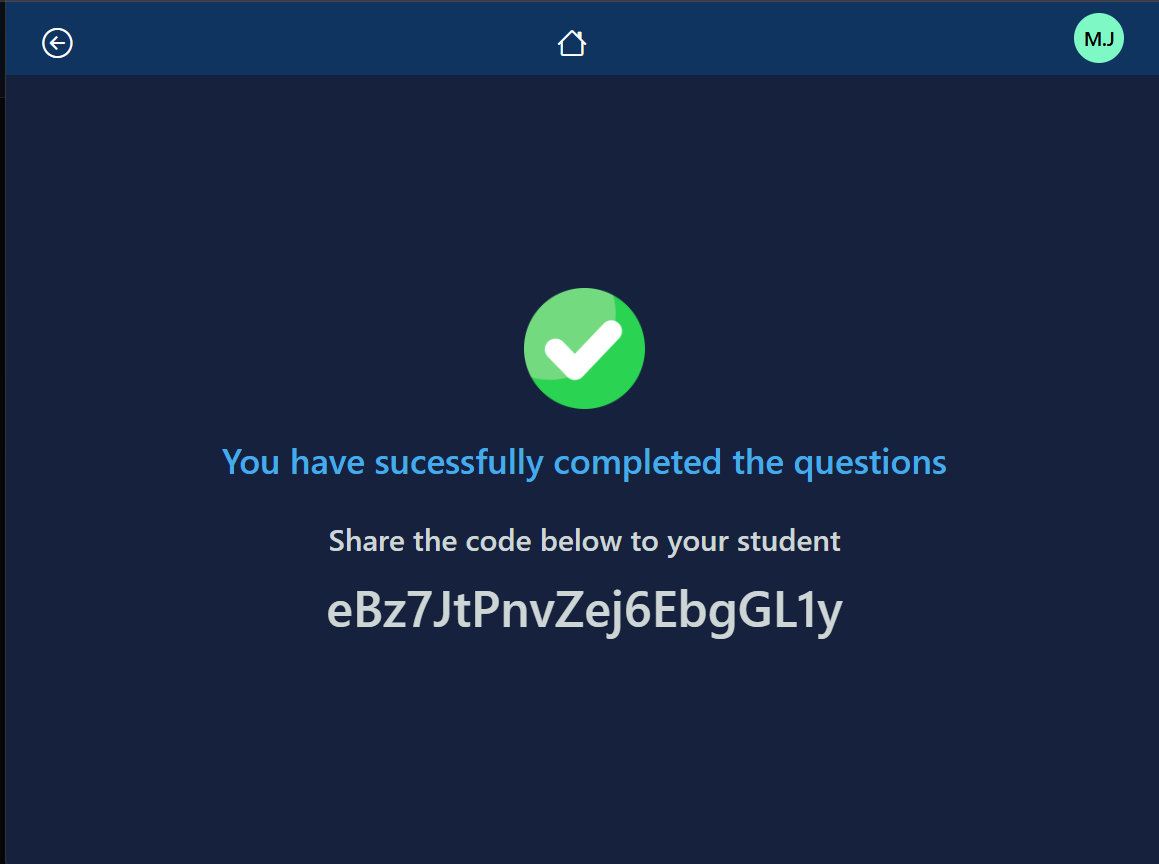 M.J
You have sucessfully completed the questions
Share the code below to your student
eBz7JtPnvZej6EbgGL1y